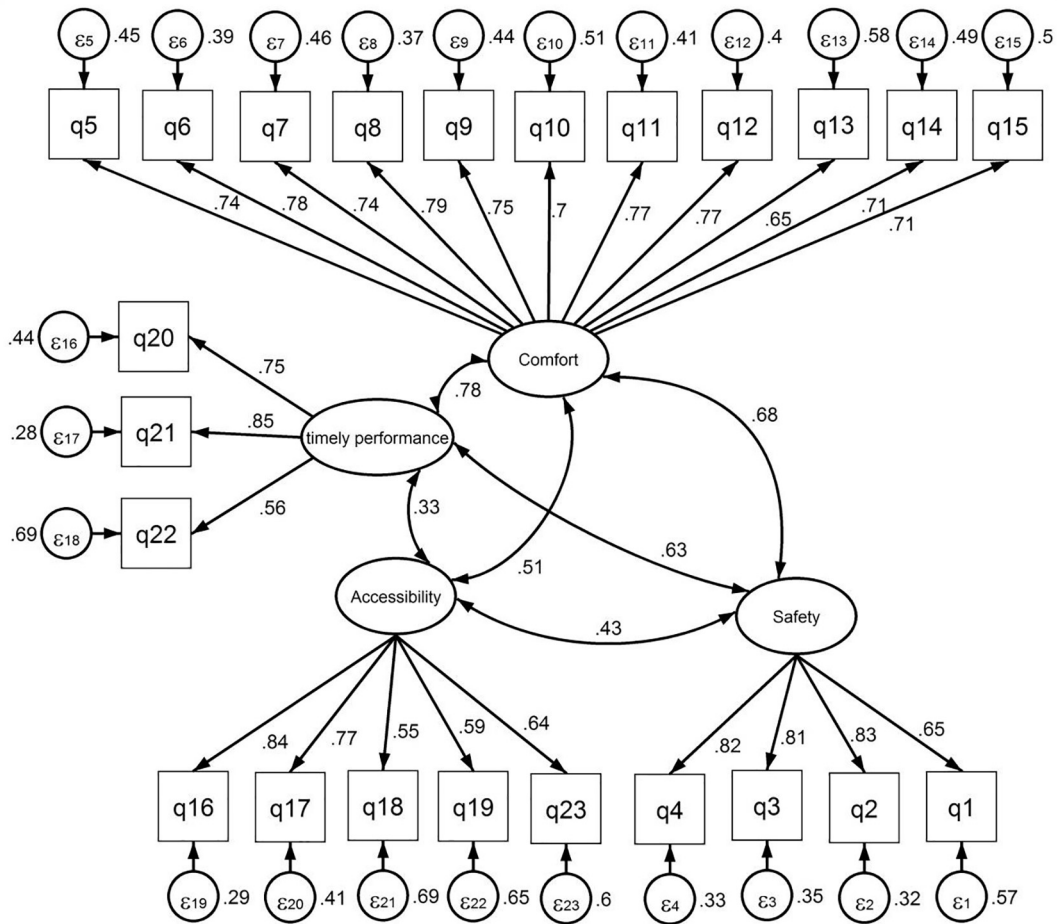 ε5 .45 ε6 .39 ε7 .46 ε8 .37 ε9 .44 ε10 .51 ε11 .41 ε12 .4 ε13 .58 ε14 .49 ε15 .5
q5 q6 q7 q8 q9 q10 q11 q12 q13 q14 q15
.74 .78 .74 .79 .75 .7 .77 .77 .65 .71
.71
.44 ε16 q20
Comfort
.75
.78
.68
.28 ε17 q21
.85
timely performance
.56
.33
.69 ε18 q22
.63
.51
Accessibility
Safety
.43
.84 .77 .55 .59 .64
.82 .81 .83 .65
q16 q17 q18 q19 q23 q4 q3 q2 q1
ε19 .29 ε20 .41 ε21 .69 ε22 .65 ε23 .6 ε4 .33 ε3 .35 ε2 .32 ε1 .57